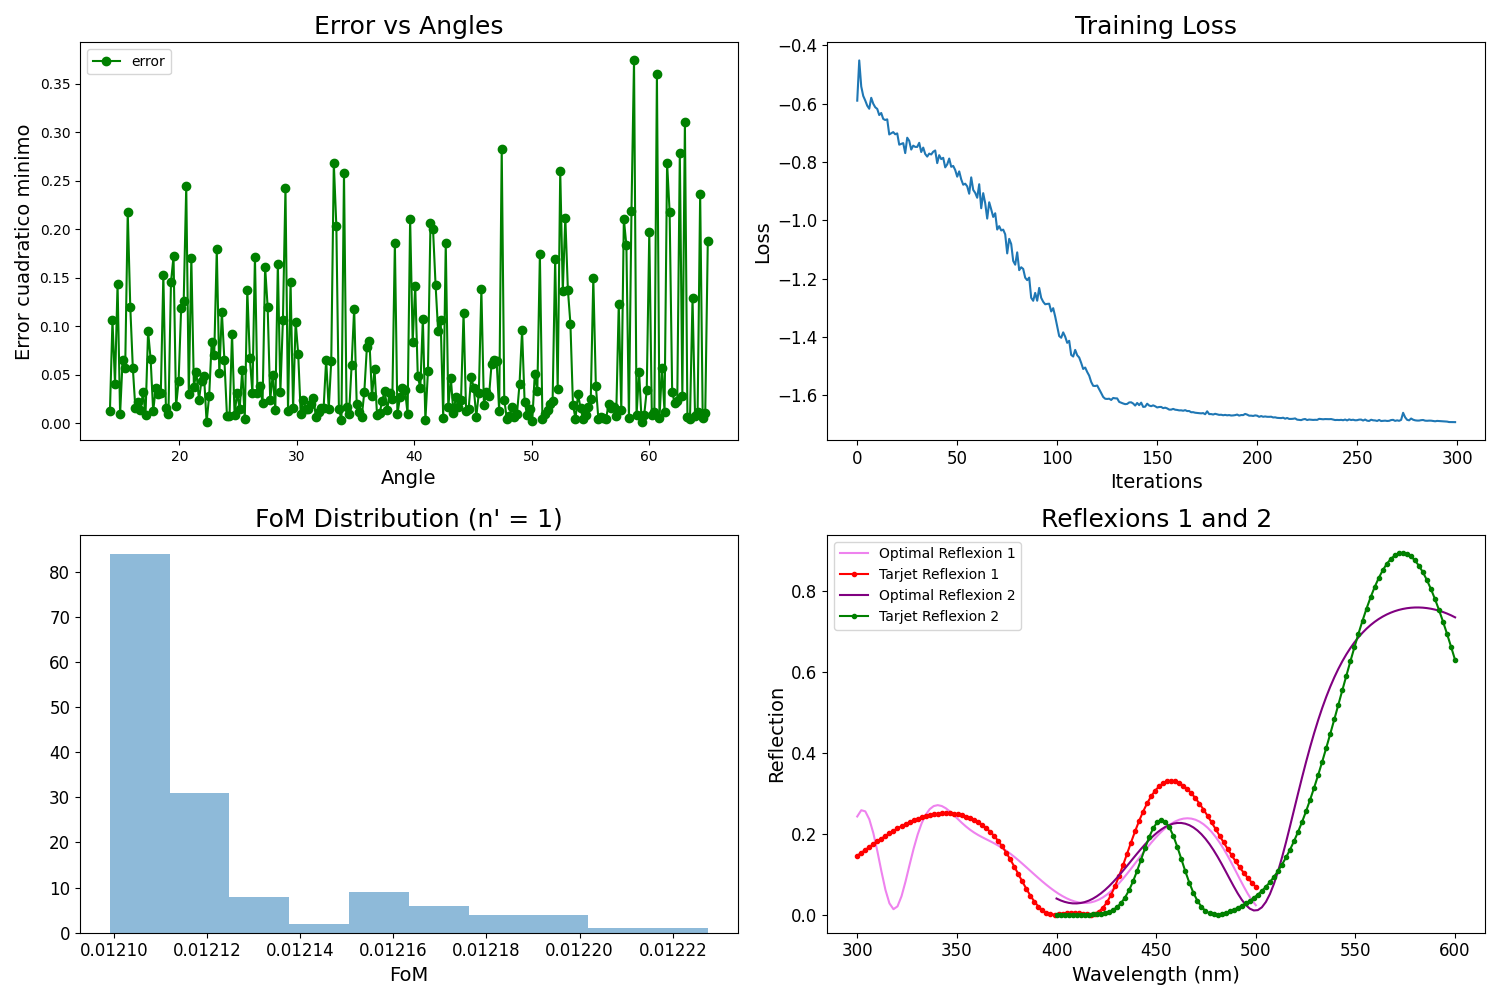 Error vs Angles
error
Error cuadratico minimo
0.35
0.30
0.25
0.20
0.15
0.10
0.05
0.00
20 30 40 50 60
Angle
Training Loss
Loss
−0.4
−0.6
−0.8
−1.0
−1.2
−1.4
−1.6
0 50 100 150 200 250 300
Iterations
FoM Distribution (n' = 1)
80
70
60
50
40
30
20
10
0
0.01210 0.01212 0.01214 0.01216 0.01218 0.01220 0.01222
FoM
Reflexions 1 and 2
Optimal Reflexion 1
Tarjet Reflexion 1
Optimal Reflexion 2
Tarjet Reflexion 2
Reflection
0.8
0.6
0.4
0.2
0.0
300 350 400 450 500 550 600
Wavelength (nm)